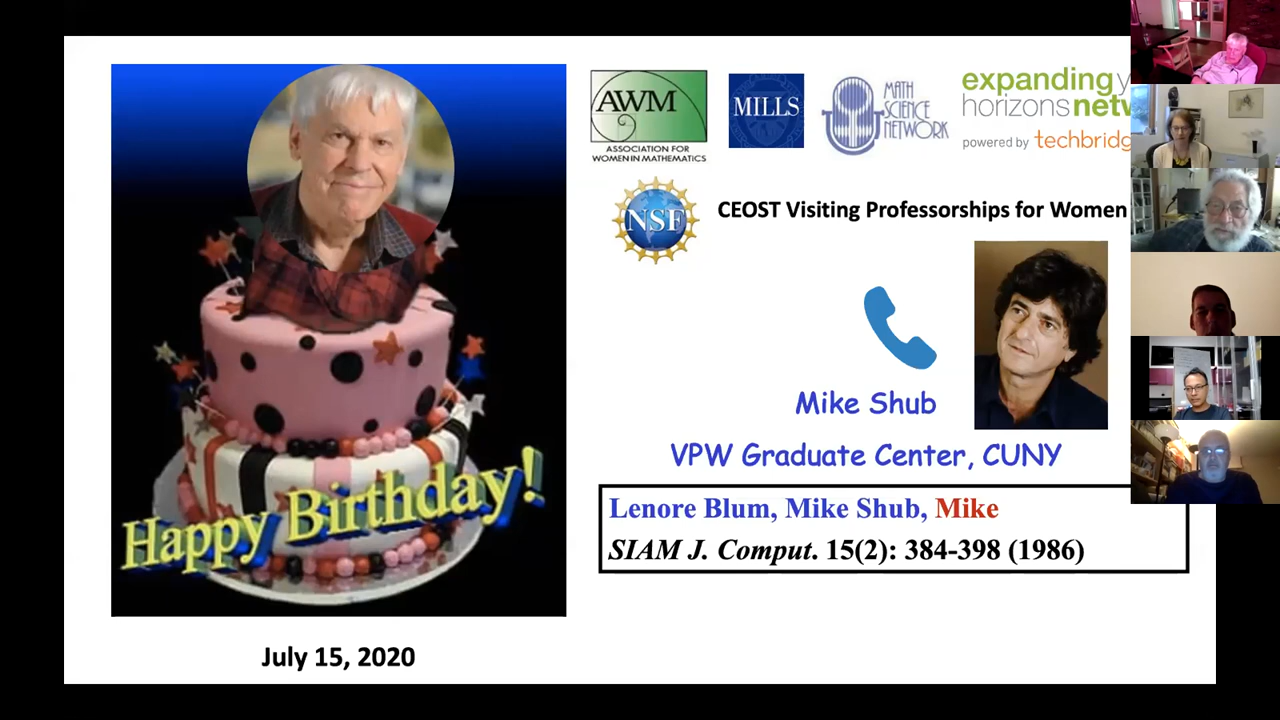 AWM
ASSOCIATION FOR
WOMEN IN MATHEMATICS
MILLS
MATH
SCIENCE
NETWORK
expanding
horizons netw
powered by techbridg
NSF
CEOST Visiting Professorships for Women
Mike Shub
VPW Graduate Center, CUNY
Lenore Blum, Mike Shub, Mike
SIAM J. Comput. 15(2): 384-398 (1986)
Happy Birthday!
July 15, 2020